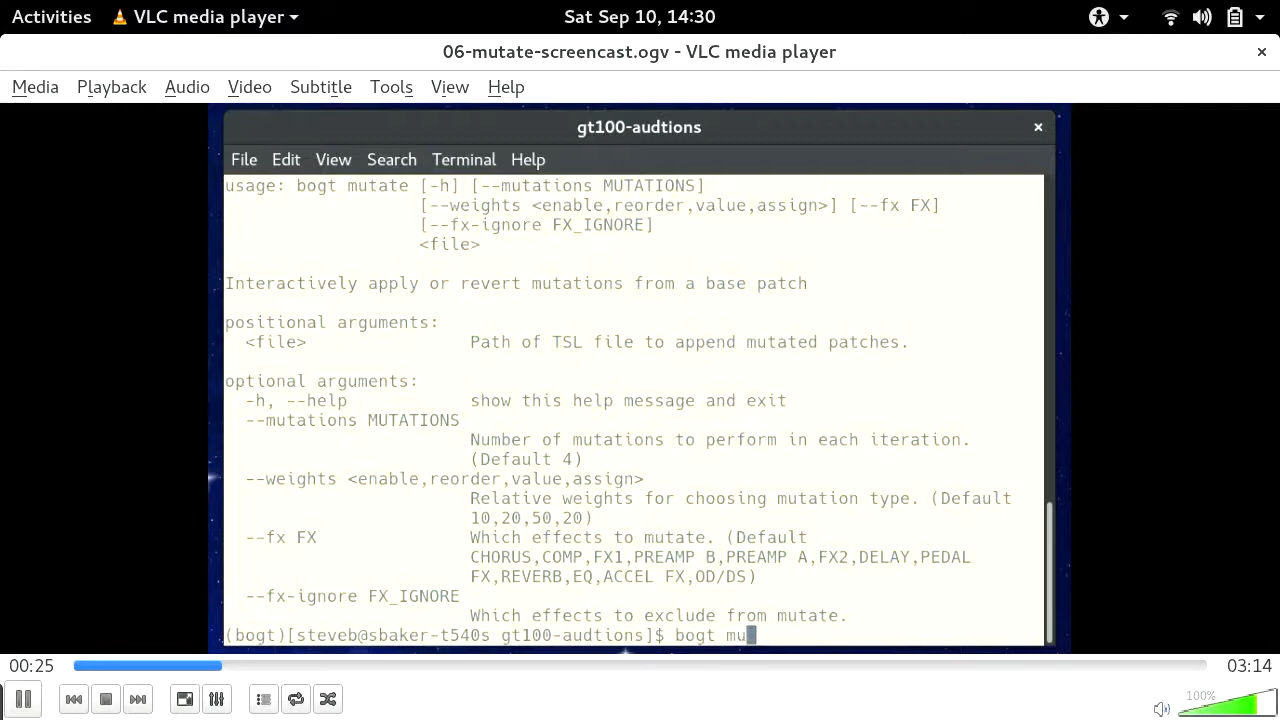 Activities VLC media player Sat Sep 10, 14:30
06-mutate-screencast.ogv - VLC media player ×
Media Playback Audio Video Subtitle Tools View Help
gt100-audtions ×
File Edit View Search Terminal Help
usage: bogt mutate [-h] [--mutations MUTATIONS]
[--weights <enable,reorder,value,assign>] [--fx FX]
[--fx-ignore FX_IGNORE]
<file>
Interactively apply or revert mutations from a base patch
positional arguments:
<file> Path of TSL file to append mutated patches.
optional arguments:
-h, --help show this help message and exit
--mutations MUTATIONS
Number of mutations to perform in each iteration.
(Default 4)
--weights <enable,reorder,value,assign>
Relative weights for choosing mutation type. (Default
10,20,50,20)
--fx FX Which effects to mutate. (Default
CHORUS,COMP,FX1,PREAMP B,PREAMP A,FX2,DELAY,PEDAL
FX,REVERB,EQ,ACCEL FX,OD/DS)
--fx-ignore FX_IGNORE
Which effects to exclude from mutate.
(bogt)[steveb@sbaker-t540s gt100-audtions]$ bogt mu
00:25 03:14
100%